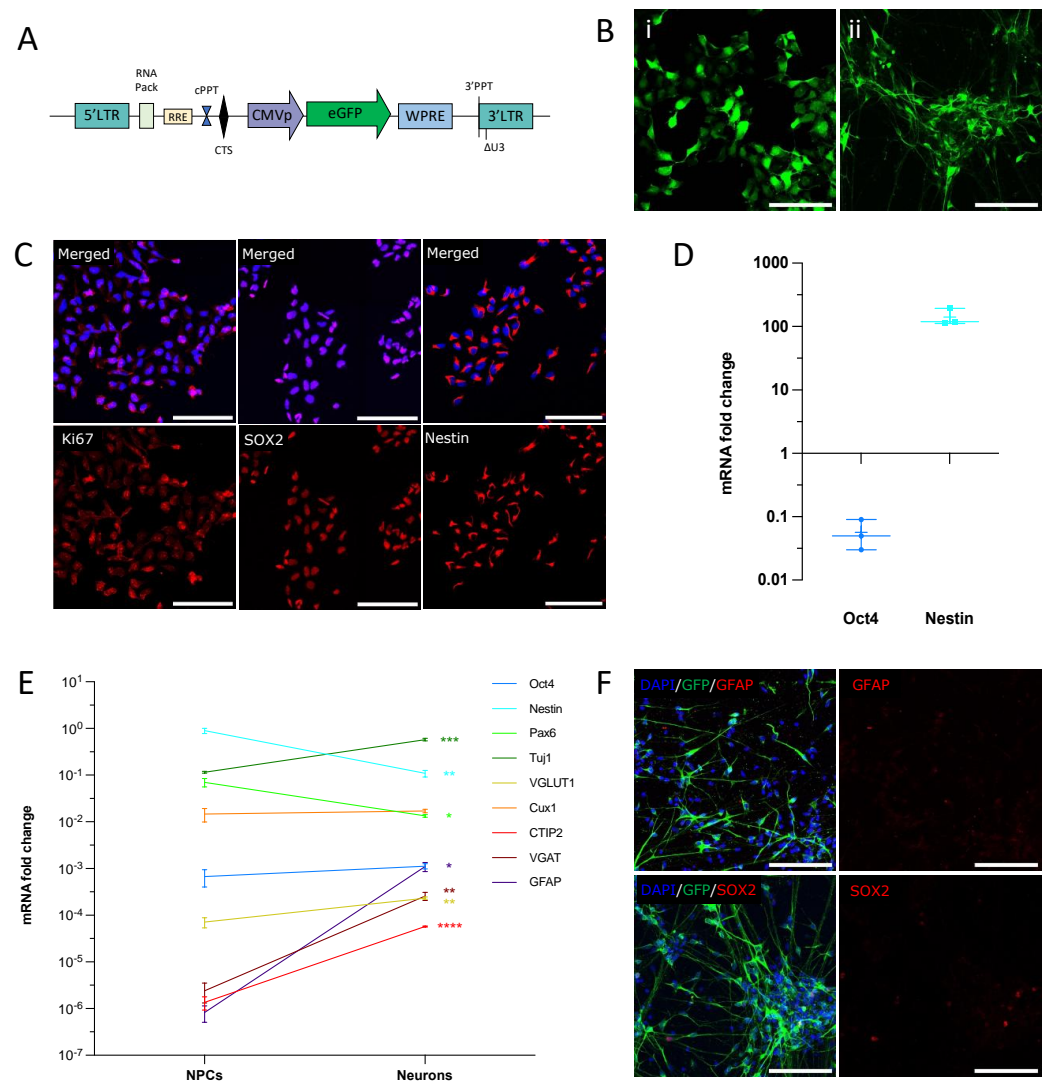 A
5'LTR
RNA
Pack
RRE
cPPT
CTS
CMVp
eGFP
WPRE
3'PPT
3'LTR
ΔU3
B
i
ii
C
Merged
Merged
Merged
Ki67
SOX2
Nestin
D
mRNA fold change
1000
100
10
1
0.1
0.01
Oct4
Nestin
E
mRNA fold change
10¹
10⁰
10⁻¹
10⁻²
10⁻³
10⁻⁴
10⁻⁵
10⁻⁶
10⁻⁷
NPCs
Neurons
***
**
*
*
**
**
****
Oct4
Nestin
Pax6
Tuj1
VGLUT1
Cux1
CTIP2
VGAT
GFAP
F
DAPI/GFP/GFAP
GFAP
DAPI/GFP/SOX2
SOX2